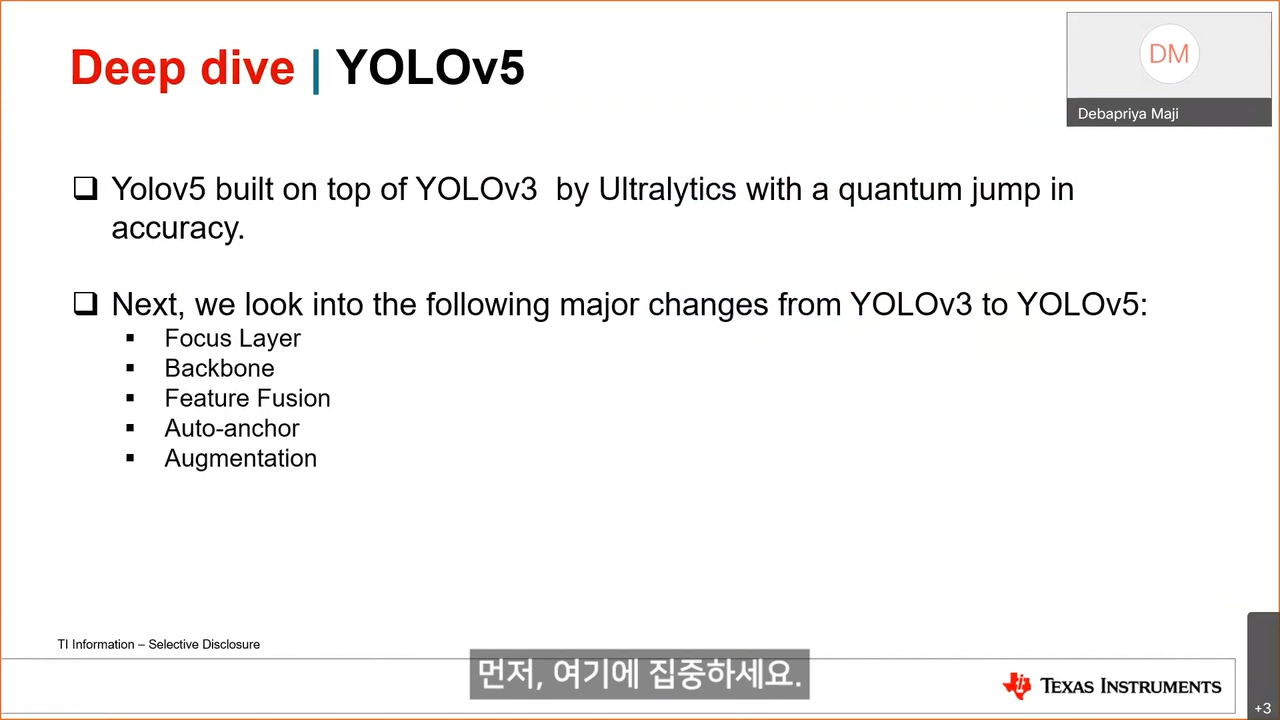 Deep dive | YOLOv5
DM
Debapriya Maji
❑ Yolov5 built on top of YOLOv3 by Ultralytics with a quantum jump in
accuracy.
❑ Next, we look into the following major changes from YOLOv3 to YOLOv5:
▪ Focus Layer
▪ Backbone
▪ Feature Fusion
▪ Auto-anchor
▪ Augmentation
TI Information – Selective Disclosure
먼저, 여기에 집중하세요.
TEXAS INSTRUMENTS
+3